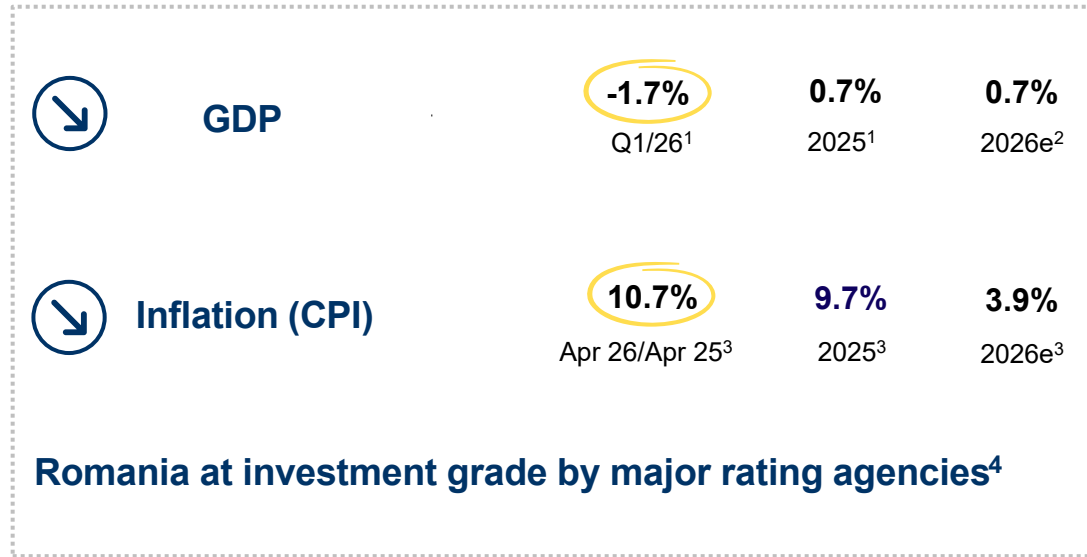 GDP
-1.7% 0.7% 0.7%
Q1/26¹ 2025¹ 2026e²
Inflation (CPI)
10.7% 9.7% 3.9%
Apr 26/Apr 25³ 2025³ 2026e³
Romania at investment grade by major rating agencies⁴